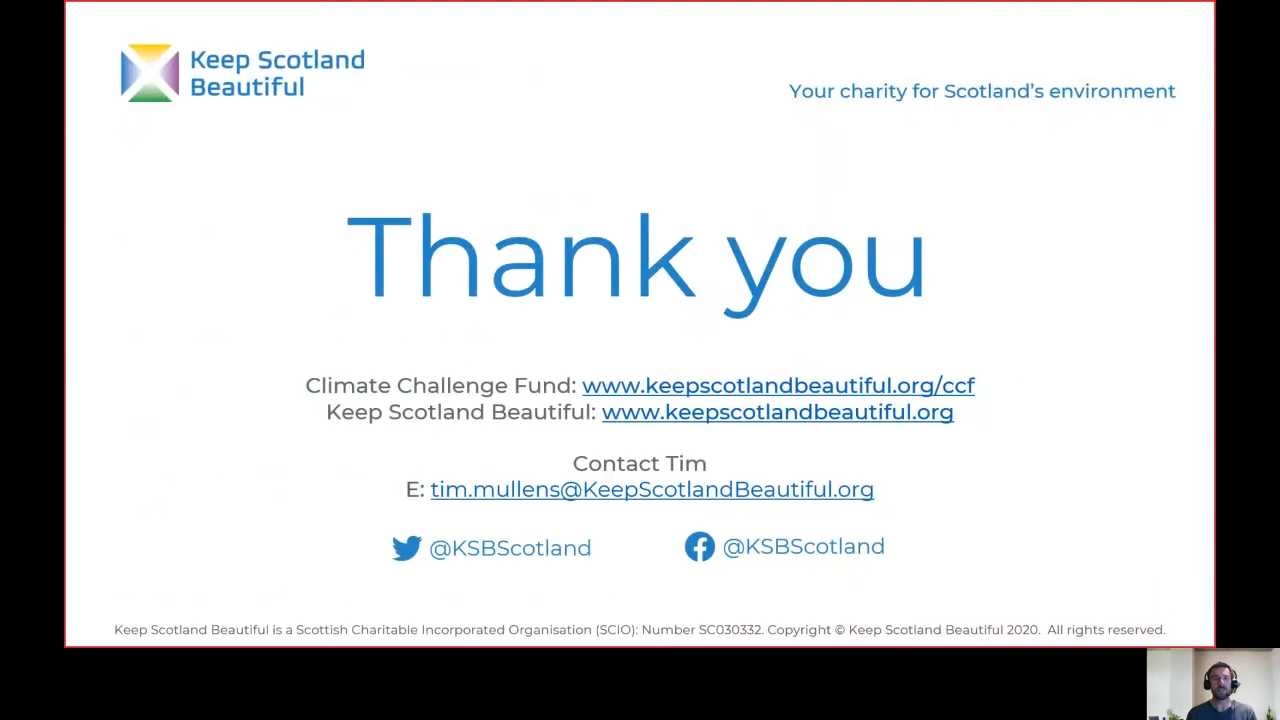 Keep Scotland
Beautiful
Your charity for Scotland's environment
Thank you
Climate Challenge Fund: www.keepscotlandbeautiful.org/ccf
Keep Scotland Beautiful: www.keepscotlandbeautiful.org
Contact Tim
E: tim.mullens@KeepScotlandBeautiful.org
@KSBScotland
@KSBScotland
Keep Scotland Beautiful is a Scottish Charitable Incorporated Organisation (SCIO): Number SC030332. Copyright © Keep Scotland Beautiful 2020.  All rights reserved.